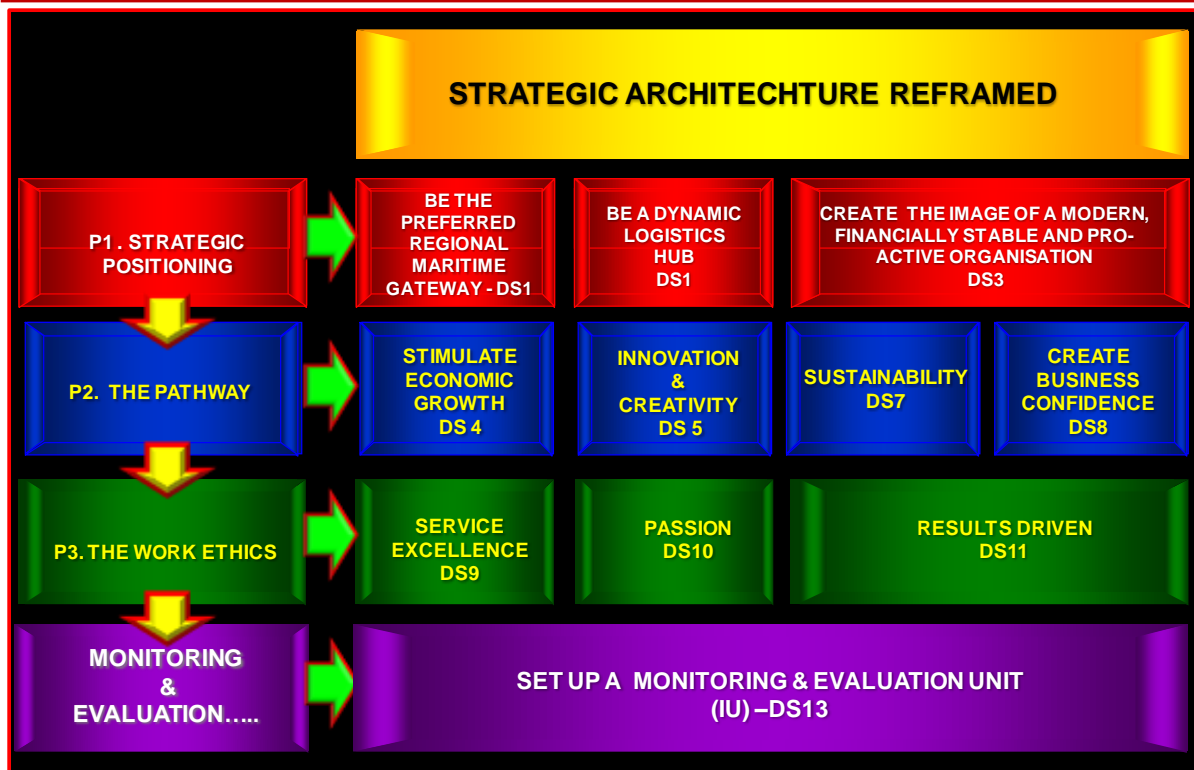 STRATEGIC ARCHITECHTURE REFRAMED
P1 . STRATEGIC
POSITIONING
BE THE
PREFERRED
REGIONAL
MARITIME
GATEWAY - DS1
BE A DYNAMIC
LOGISTICS
HUB
DS1
CREATE THE IMAGE OF A MODERN,
FINANCIALLY STABLE AND PRO-
ACTIVE ORGANISATION
DS3
P2. THE PATHWAY
STIMULATE
ECONOMIC
GROWTH
DS 4
INNOVATION
&
CREATIVITY
DS 5
SUSTAINABILITY
DS7
CREATE
BUSINESS
CONFIDENCE
DS8
P3. THE WORK ETHICS
SERVICE
EXCELLENCE
DS9
PASSION
DS10
RESULTS DRIVEN
DS11
MONITORING
&
EVALUATION.....
SET UP A MONITORING & EVALUATION UNIT
(IU) –DS13